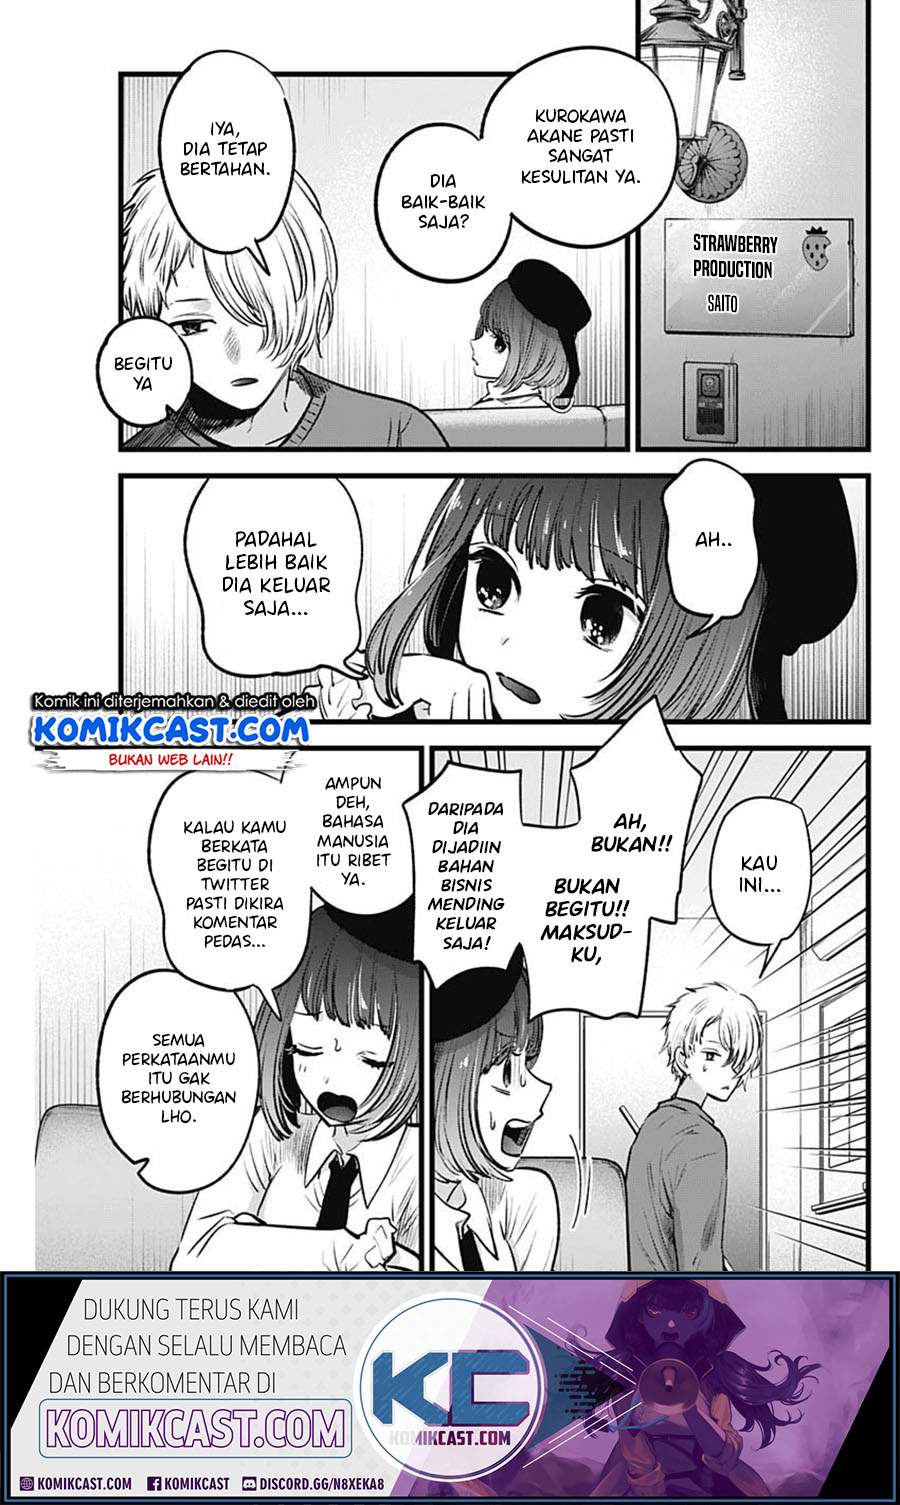 STRAWBERRY
PRODUCTION
SAITO
KUROKAWA
AKANE PASTI
SANGAT
KESULITAN YA.
DIA
BAIK-BAIK
SAJA?
IYA,
DIA TETAP
BERTAHAN.
BEGITU
YA
AH..
PADAHAL
LEBIH BAIK
DIA KELUAR
SAJA...
Komik ini diterjemahkan & diedit oleh
KOMIKCAST.COM
BUKAN WEB LAIN!!
KAU
INI...
AH,
BUKAN!!
BUKAN
BEGITU!!
MAKSUD-
KU,
DARIPADA
DIA
DIJADIIN
BAHAN
BISNIS
MENDING
KELUAR
SAJA!
AMPUN
DEH,
BAHASA
MANUSIA
ITU RIBET
YA.
KALAU KAMU
BERKATA
BEGITU DI
TWITTER
PASTI DIKIRA
KOMENTAR
PEDAS...
SEMUA
PERKATAANMU
ITU GAK
BERHUBUNGAN
LHO.
DUKUNG TERUS KAMI
DENGAN SELALU MEMBACA
DAN BERKOMENTAR DI
KOMIKCAST.COM
KC
KOMIKCAST.COM
KOMIKCAST.COM
KOMIKCAST
DISCORD.GG/N8XEKA8